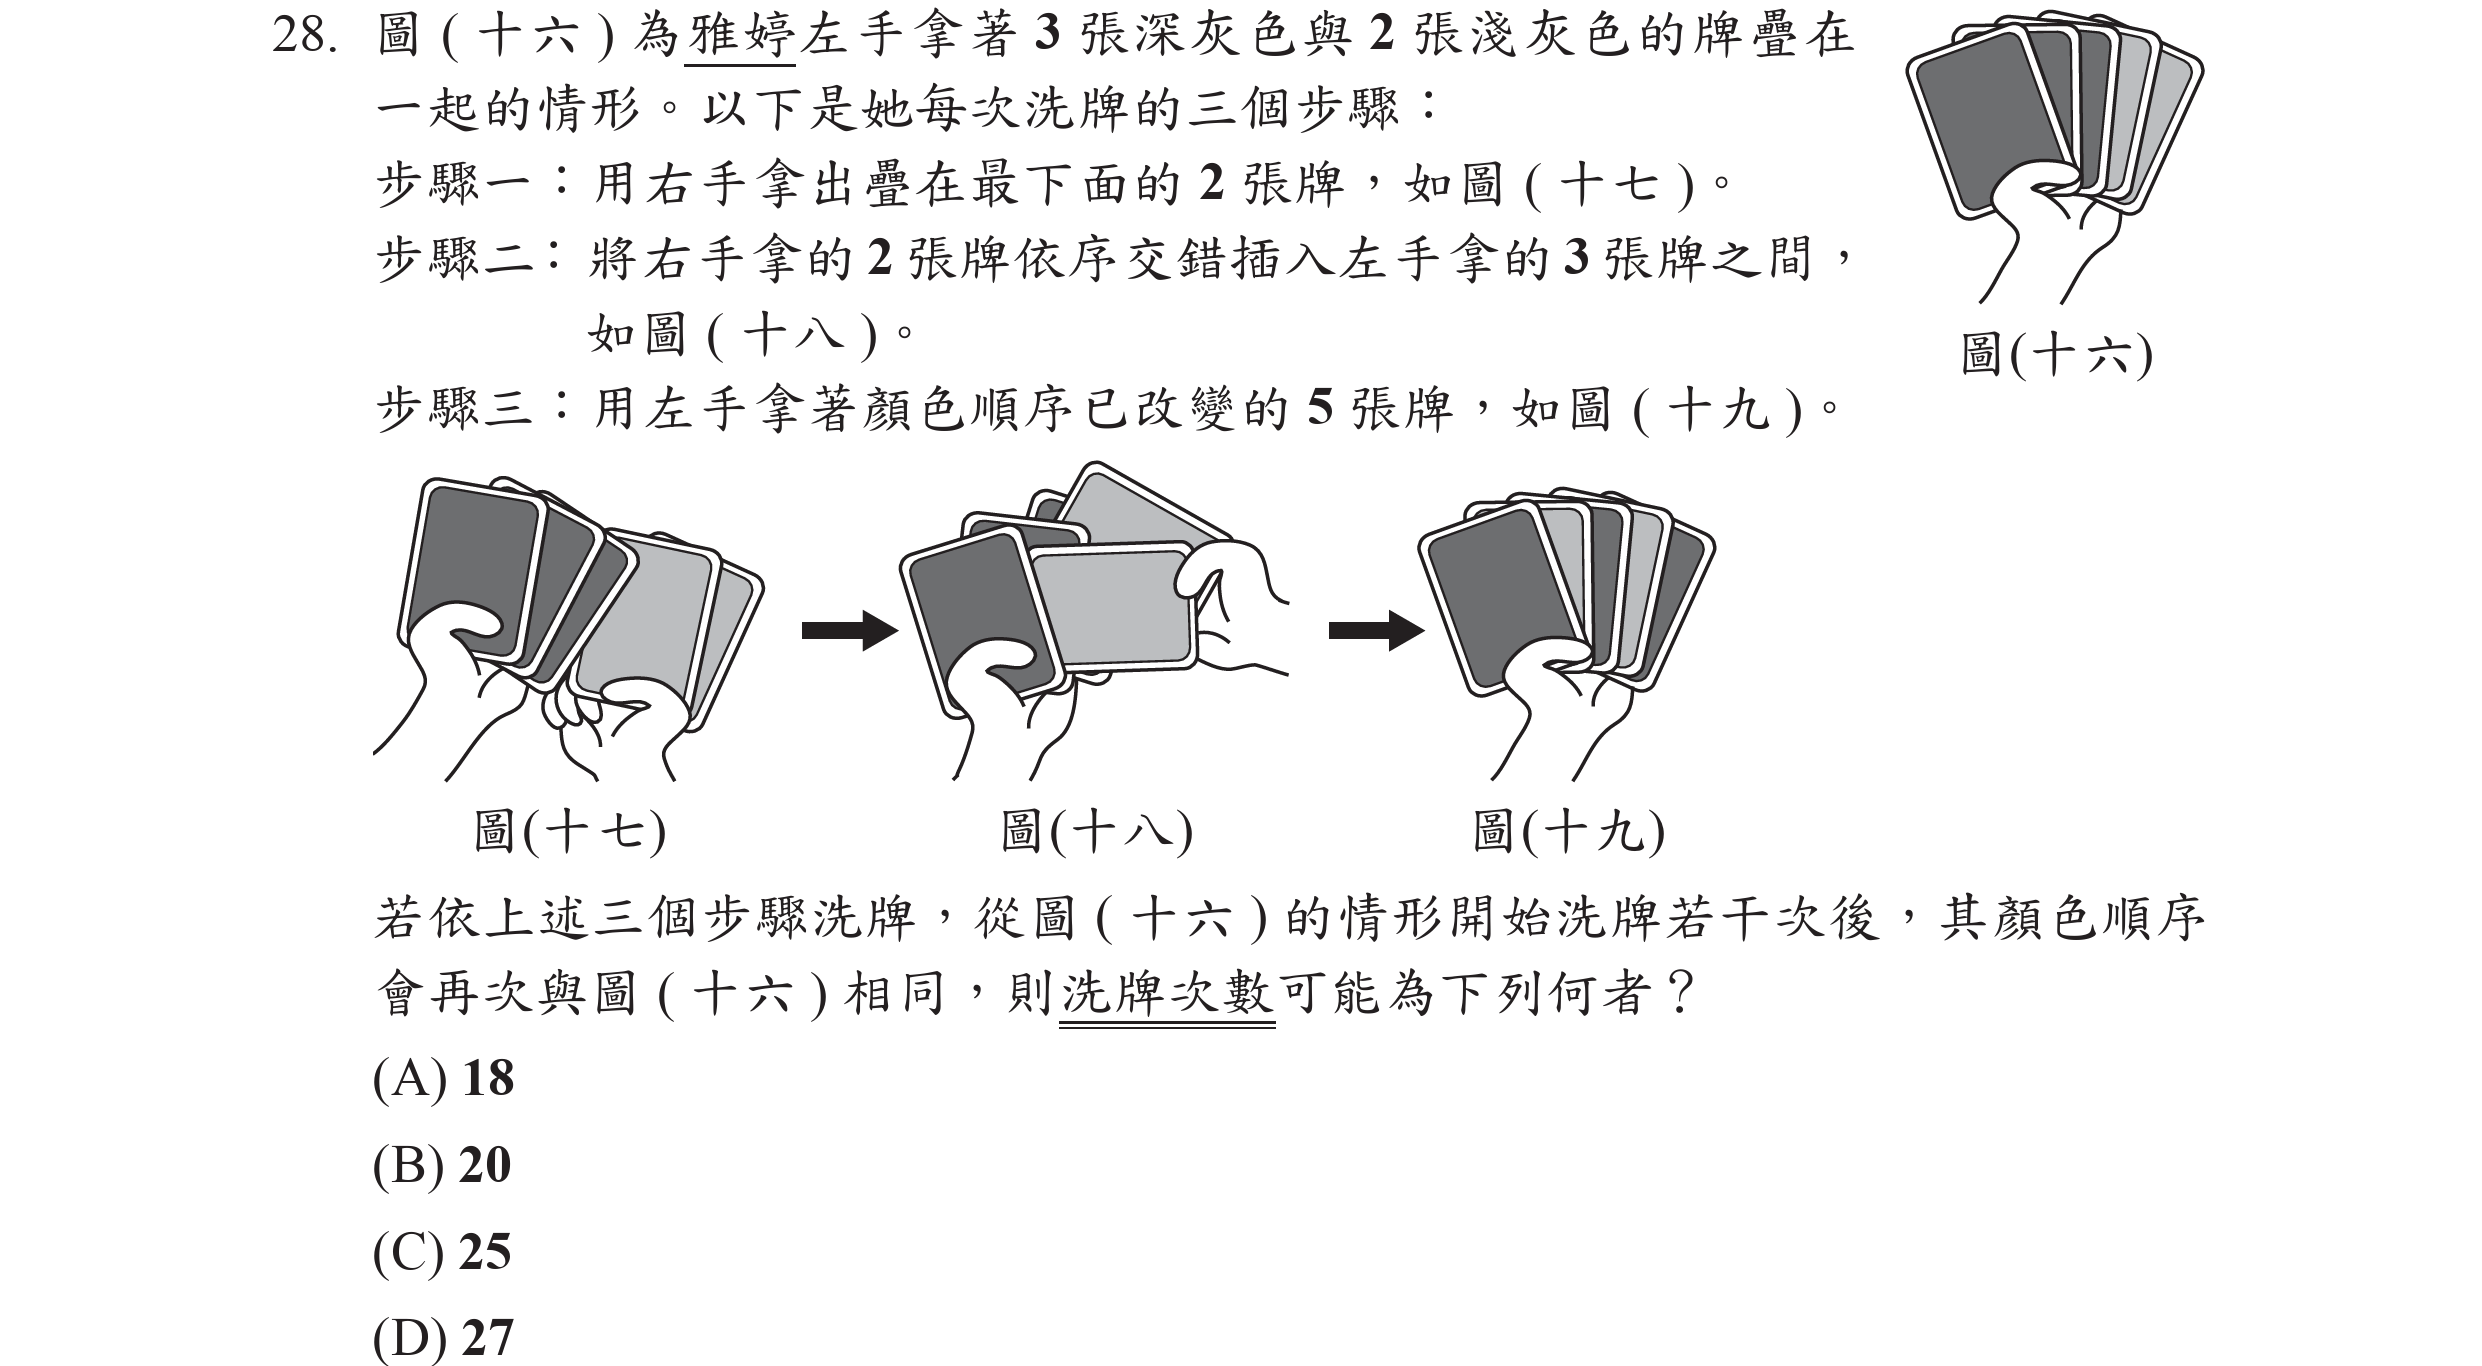 28. 圖(十六)為雅婷左手拿著 3 張深灰色與 2 張淺灰色的牌疊在
一起的情形。以下是她每次洗牌的三個步驟：
步驟一：用右手拿出疊在最下面的 2 張牌，如圖(十七)。
步驟二：將右手拿的 2 張牌依序交錯插入左手拿的 3 張牌之間，
如圖(十八)。
步驟三：用左手拿著顏色順序已改變的 5 張牌，如圖(十九)。
圖(十六)
圖(十七)
圖(十八)
圖(十九)
若依上述三個步驟洗牌，從圖(十六)的情形開始洗牌若干次後，其顏色順序
會再次與圖(十六)相同，則洗牌次數可能為下列何者？
(A) 18
(B) 20
(C) 25
(D) 27